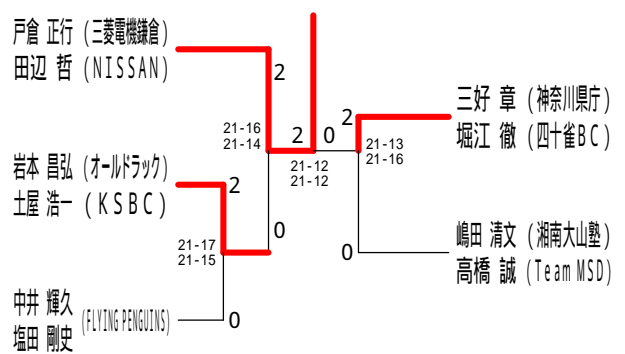 戸倉 正行 (三菱電機鎌倉)
田辺 哲 (NISSAN)
2
21-16
21-14
2 0
21-12
21-12
2
21-13
21-16
三好 章 (神奈川県庁)
堀江 徹 (四十雀BC)
岩本 昌弘 (オールドラック)
土屋 浩一 (KSBC)
2
21-17
21-15
0
0
嶋田 清文 (湘南大山塾)
高橋 誠 (Team MSD)
中井 輝久
塩田 剛史
(FLYING PENGUINS)
0